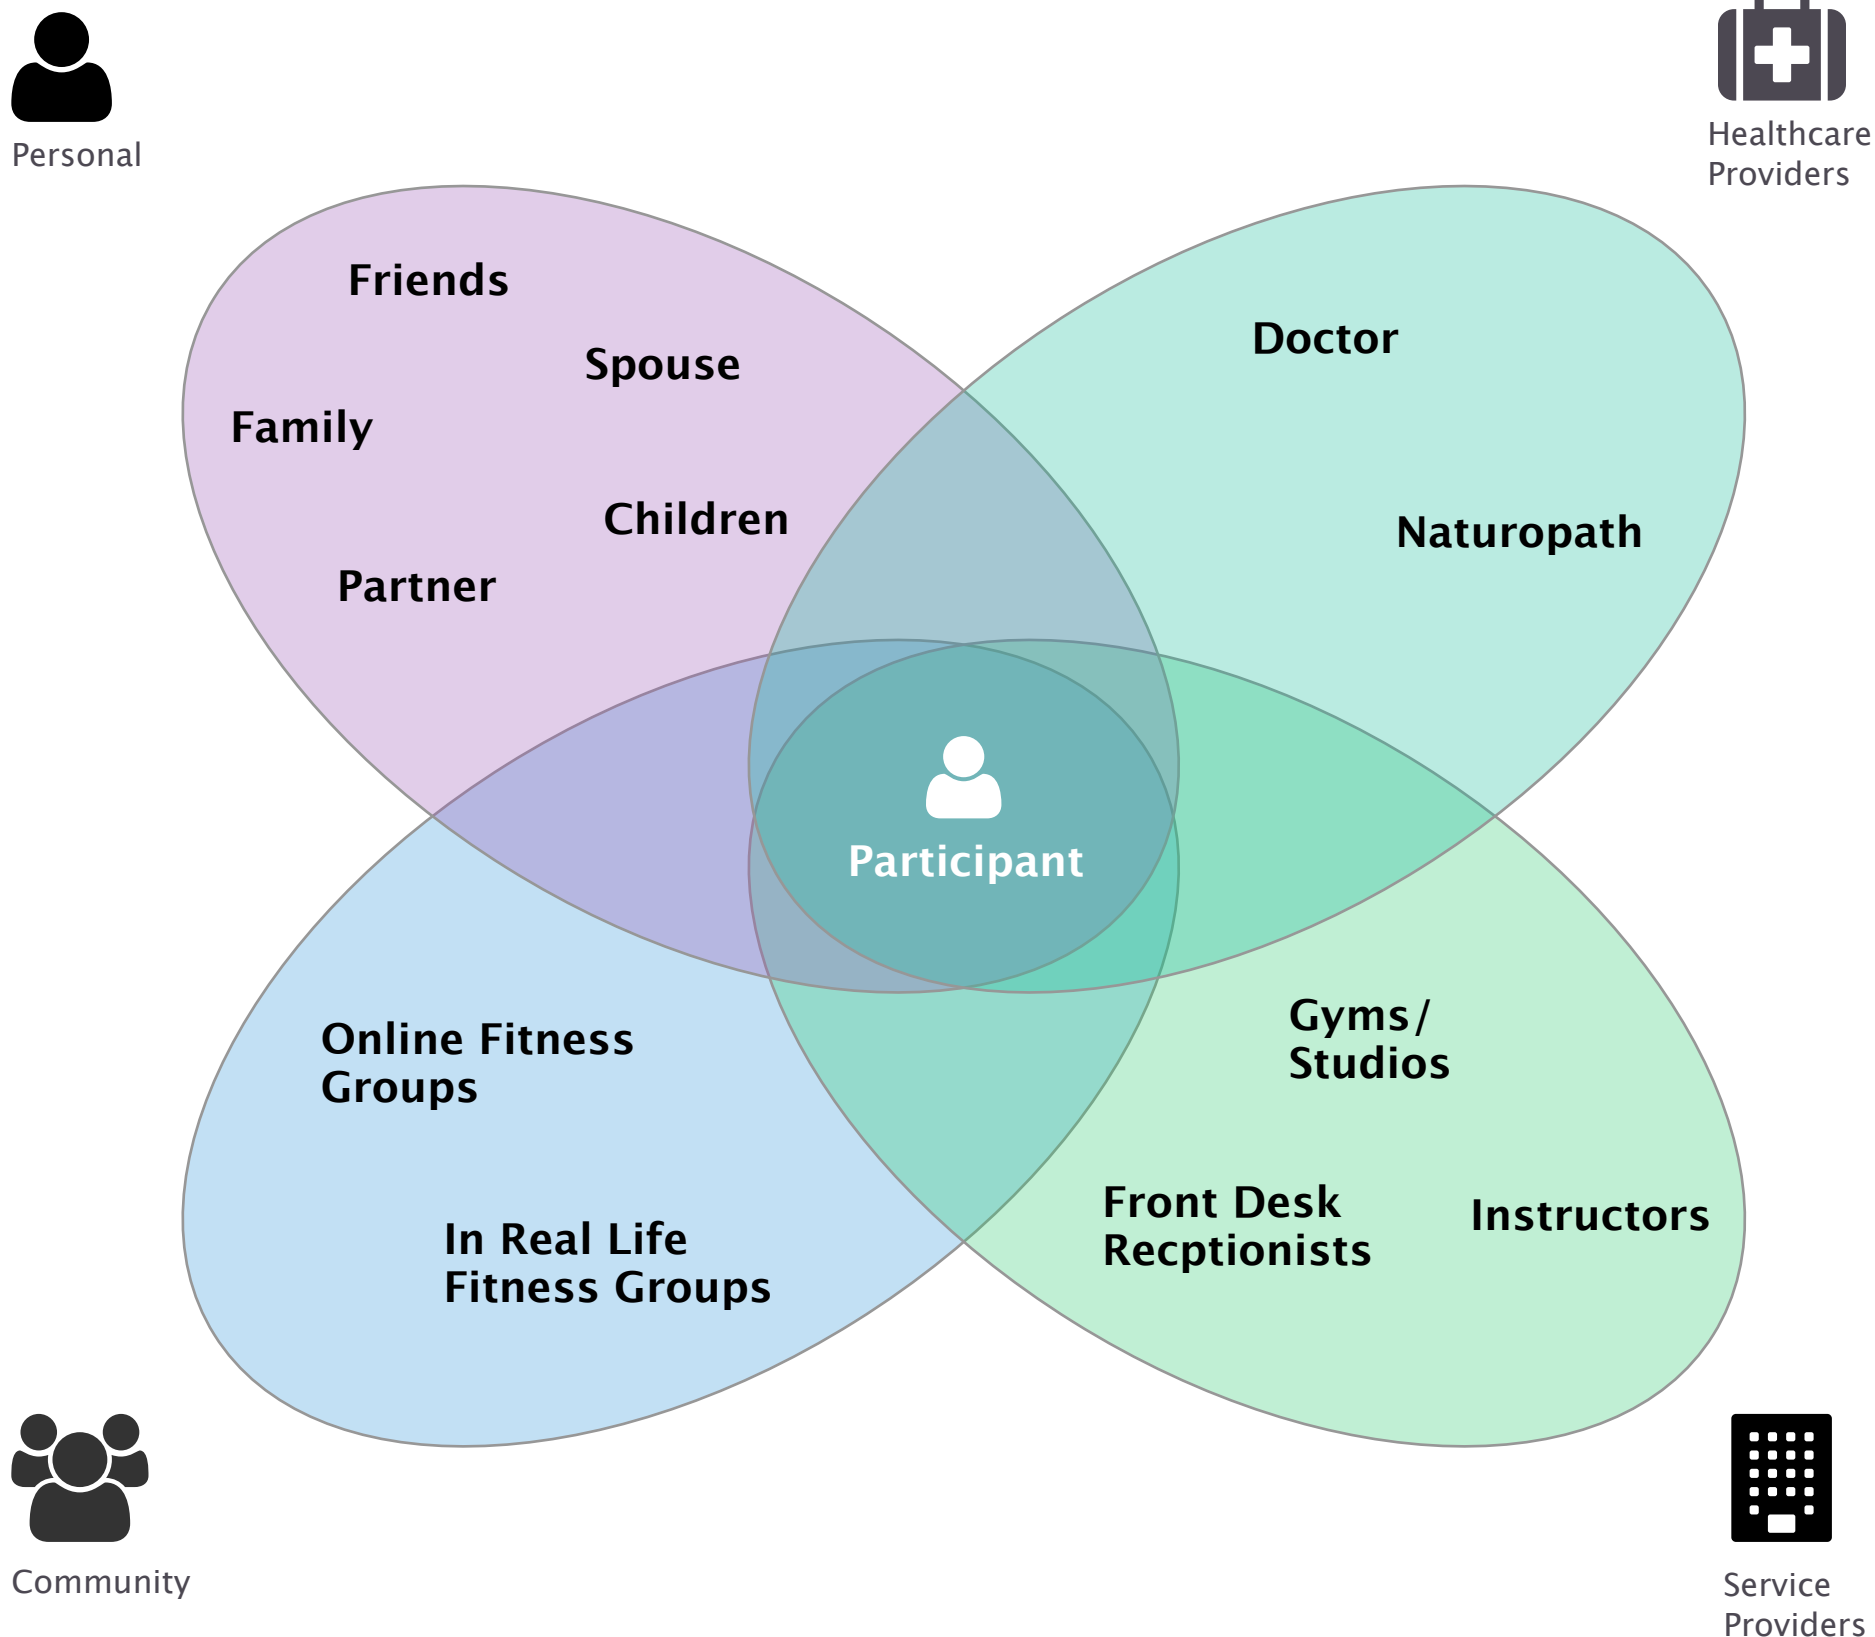 Personal
Healthcare
Providers
Friends
Spouse
Family
Children
Partner
Doctor
Naturopath
Participant
Online Fitness
Groups
In Real Life
Fitness Groups
Gyms/
Studios
Front Desk
Recptionists
Instructors
Community
Service
Providers